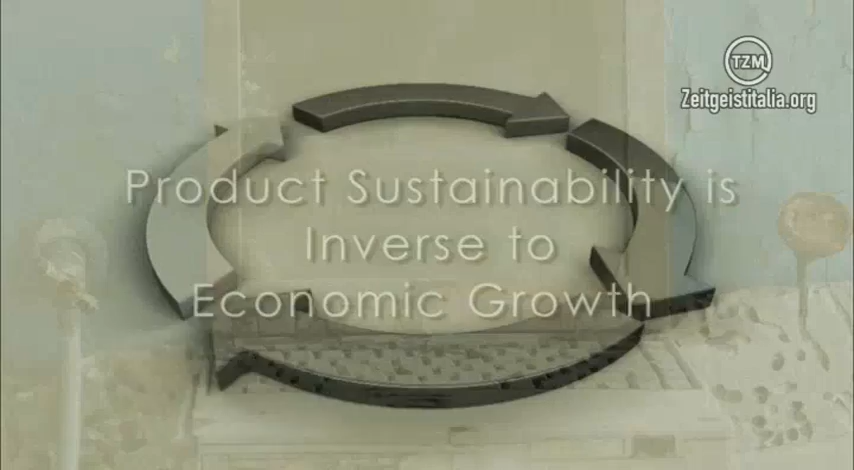 TZM
Zeitgeistitalia.org
Product Sustainability is
Inverse to
Economic Growth